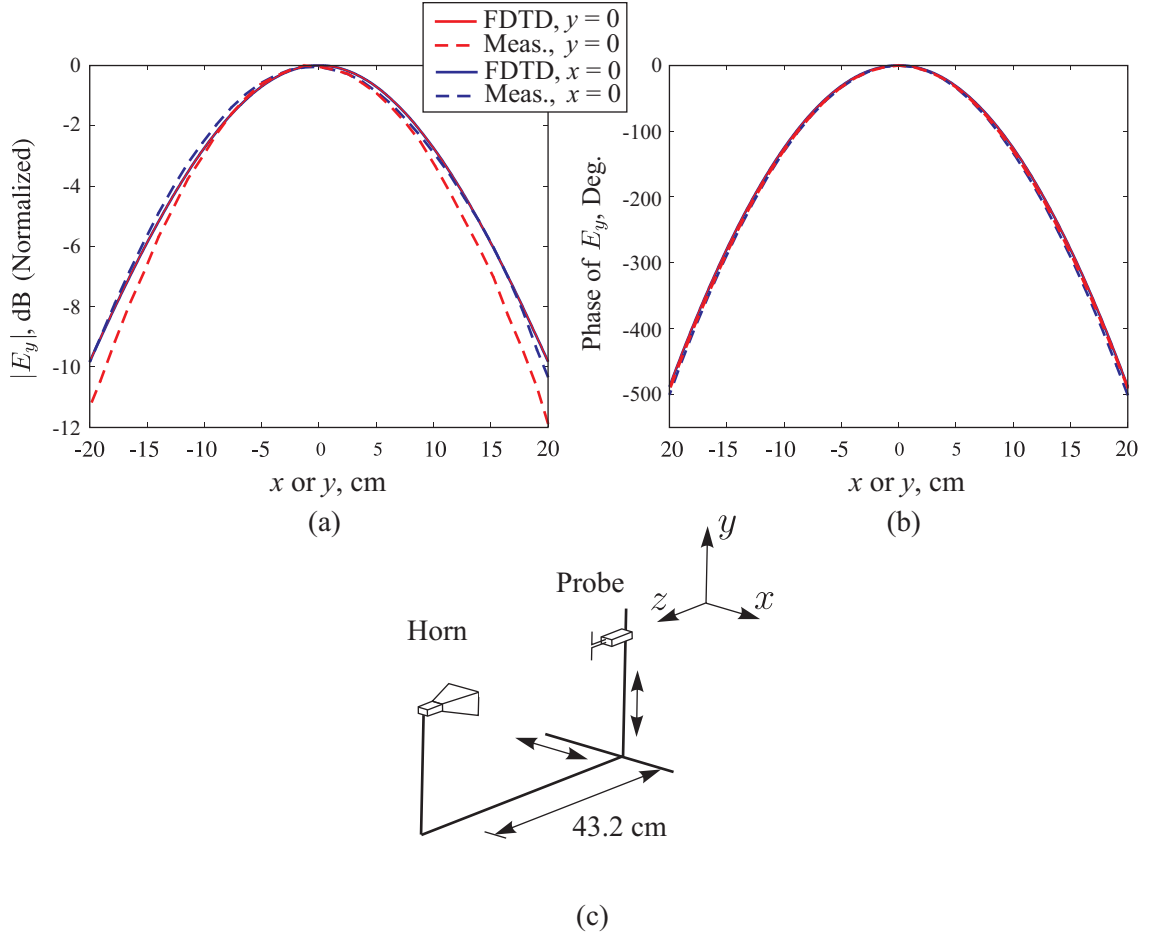 FDTD, y = 0
Meas., y = 0
FDTD, x = 0
Meas., x = 0
0
-2
-4
-6
-8
-10
-12
|E_y|, dB (Normalized)
-20
-15
-10
-5
0
5
10
15
20
x or y, cm
(a)
0
-100
-200
-300
-400
-500
Phase of E_y, Deg.
-20
-15
-10
-5
0
5
10
15
20
x or y, cm
(b)
y
z
x
Probe
Horn
43.2 cm
(c)